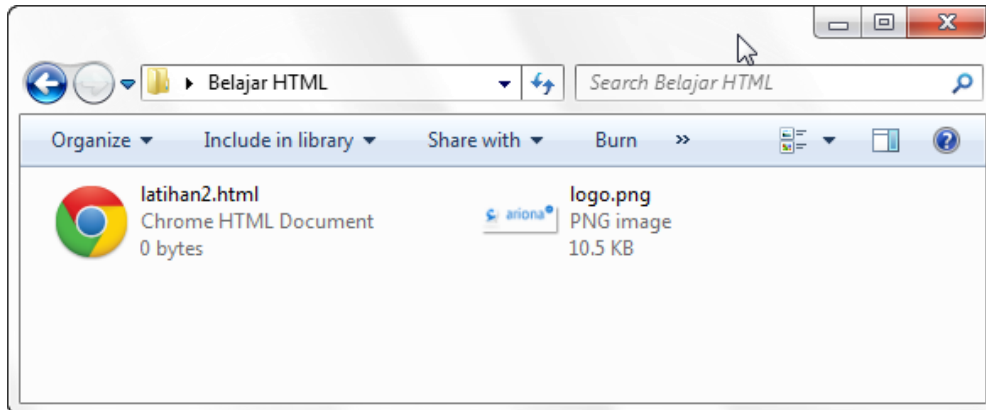 Belajar HTML
Search Belajar HTML
Organize Include in library Share with Burn »
latihan2.html
Chrome HTML Document
0 bytes
ariona
logo.png
PNG image
10.5 KB